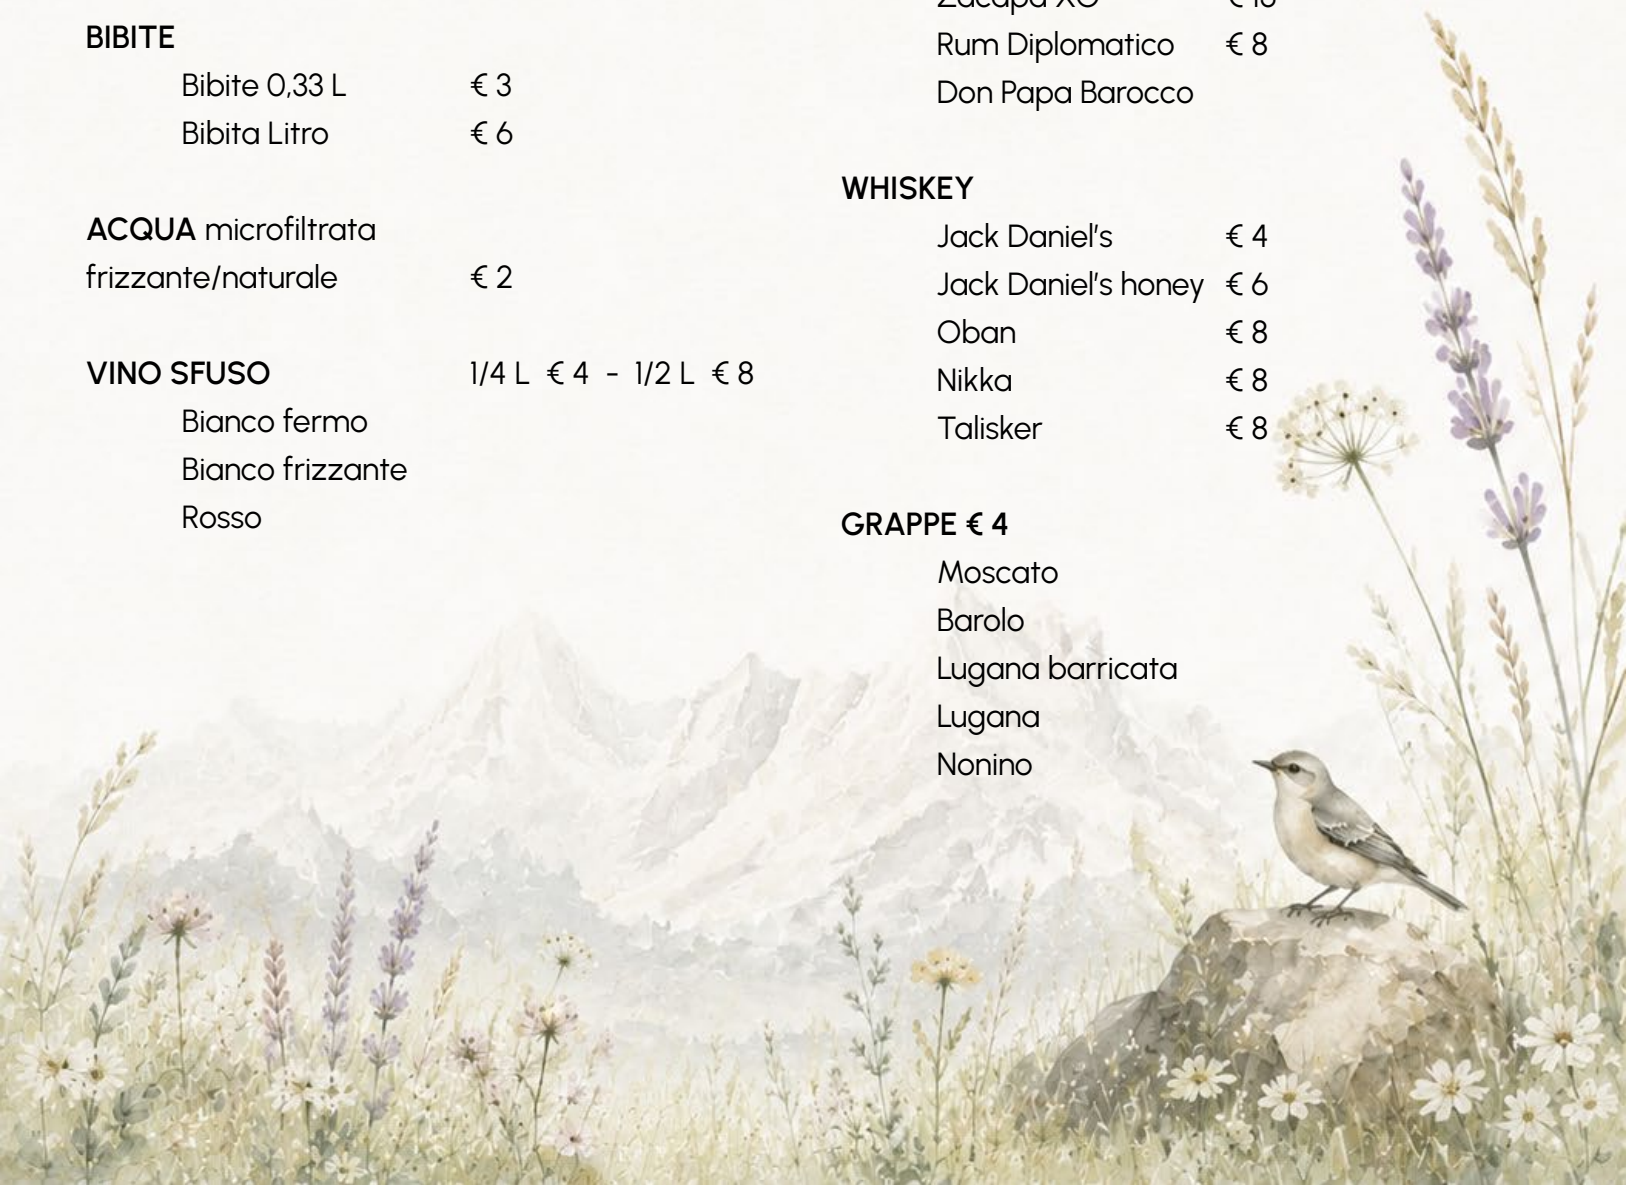 BIBITE
Bibite 0,33 L € 3
Bibita Litro € 6
ACQUA microfiltrata
frizzante/naturale € 2
VINO SFUSO 1/4 L € 4 - 1/2 L € 8
Bianco fermo
Bianco frizzante
Rosso
Rum Diplomatico € 8
Don Papa Barocco
WHISKEY
Jack Daniel's € 4
Jack Daniel's honey € 6
Oban € 8
Nikka € 8
Talisker € 8
GRAPPE € 4
Moscato
Barolo
Lugana barricata
Lugana
Nonino